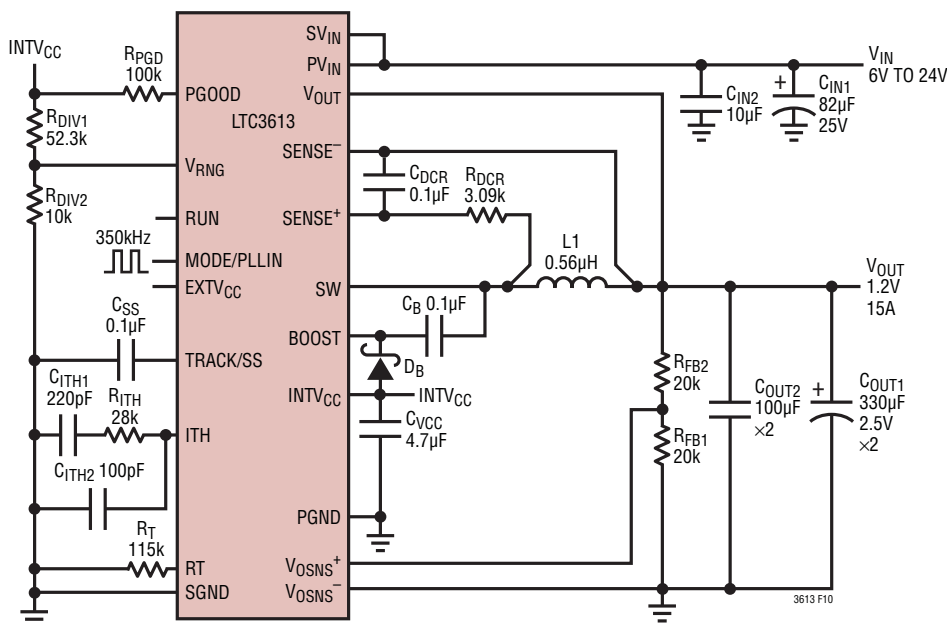 INTVCC
RPGD
100k
RDIV1
52.3k
RDIV2
10k
350kHz
CSS
0.1µF
CITH1
220pF
RITH
28k
CITH2 100pF
RT
115k
PGOOD
LTC3613
VRNG
RUN
MODE/PLLIN
EXTVCC
TRACK/SS
ITH
RT
SGND
SVIN
PVIN
VOUT
SENSE–
SENSE+
SW
BOOST
INTVCC
PGND
VOSNS+
VOSNS–
CDCR
0.1µF
RDCR
3.09k
L1
0.56µH
CB 0.1µF
DB
INTVCC
CVCC
4.7µF
VIN
6V TO 24V
CIN2
10µF
+
CIN1
82µF
25V
VOUT
1.2V
15A
RFB2
20k
RFB1
20k
COUT2
100µF
×2
+
COUT1
330µF
2.5V
×2
3613 F10